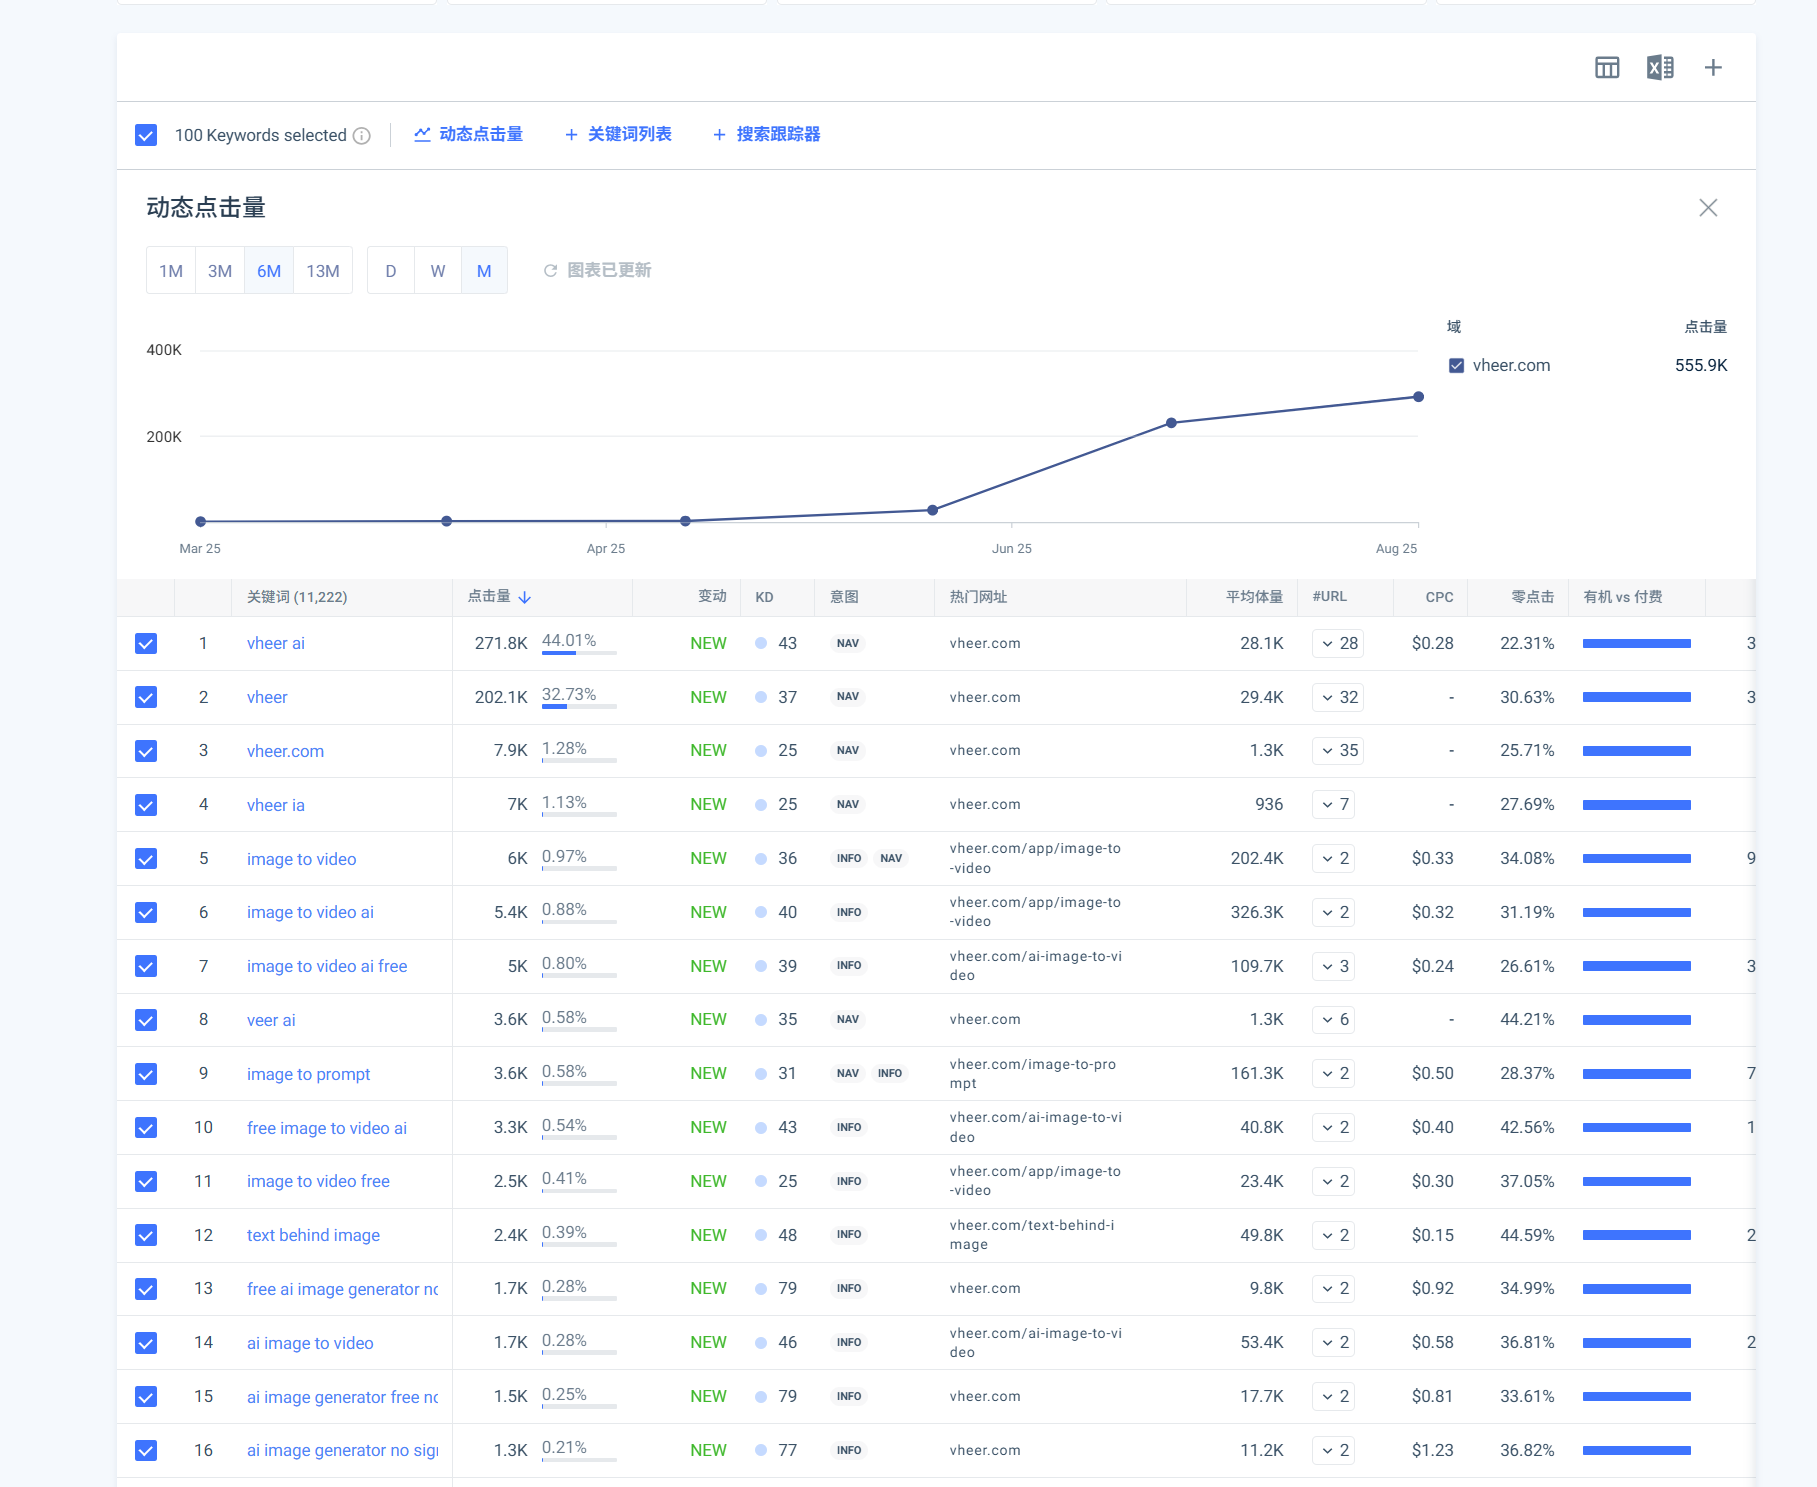 100 Keywords selected
动态点击量
+ 关键词列表
+ 搜索跟踪器
动态点击量
1M 3M 6M 13M D W M 图表已更新
域 点击量
vheer.com 555.9K
400K
200K
Mar 25 Apr 25 Jun 25 Aug 25
关键词 (11,222) 点击量 变动 KD 意图 热门网址 平均体量 #URL CPC 零点击 有机 vs 付费
1 vheer ai 271.8K 44.01% NEW 43 NAV vheer.com 28.1K 28 $0.28 22.31% 3
2 vheer 202.1K 32.73% NEW 37 NAV vheer.com 29.4K 32 - 30.63% 3
3 vheer.com 7.9K 1.28% NEW 25 NAV vheer.com 1.3K 35 - 25.71%
4 vheer ia 7K 1.13% NEW 25 NAV vheer.com 936 7 - 27.69%
5 image to video 6K 0.97% NEW 36 INFO NAV vheer.com/app/image-to
-video 202.4K 2 $0.33 34.08% 9
6 image to video ai 5.4K 0.88% NEW 40 INFO vheer.com/app/image-to
-video 326.3K 2 $0.32 31.19%
7 image to video ai free 5K 0.80% NEW 39 INFO vheer.com/ai-image-to-vi
deo 109.7K 3 $0.24 26.61% 3
8 veer ai 3.6K 0.58% NEW 35 NAV vheer.com 1.3K 6 - 44.21%
9 image to prompt 3.6K 0.58% NEW 31 NAV INFO vheer.com/image-to-pro
mpt 161.3K 2 $0.50 28.37% 7
10 free image to video ai 3.3K 0.54% NEW 43 INFO vheer.com/ai-image-to-vi
deo 40.8K 2 $0.40 42.56% 1
11 image to video free 2.5K 0.41% NEW 25 INFO vheer.com/app/image-to
-video 23.4K 2 $0.30 37.05%
12 text behind image 2.4K 0.39% NEW 48 INFO vheer.com/text-behind-i
mage 49.8K 2 $0.15 44.59% 2
13 free ai image generator no 1.7K 0.28% NEW 79 INFO vheer.com 9.8K 2 $0.92 34.99%
14 ai image to video 1.7K 0.28% NEW 46 INFO vheer.com/ai-image-to-vi
deo 53.4K 2 $0.58 36.81% 2
15 ai image generator free no 1.5K 0.25% NEW 79 INFO vheer.com 17.7K 2 $0.81 33.61%
16 ai image generator no sign 1.3K 0.21% NEW 77 INFO vheer.com 11.2K 2 $1.23 36.82%